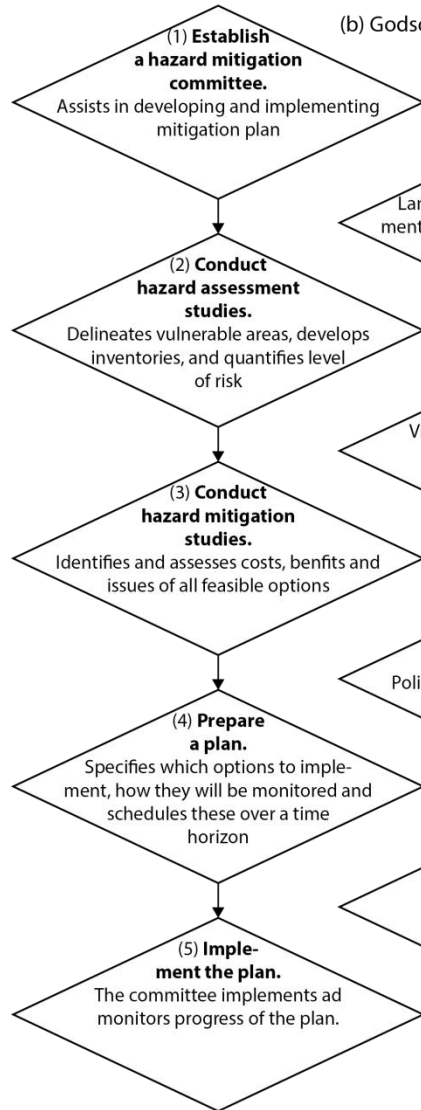 (1) Establish
a hazard mitigation
committee.
Assists in developing and implementing
mitigation plan
(b) Godsc
Lar
ment
(2) Conduct
hazard assessment
studies.
Delineates vulnerable areas, develops
inventories, and quantifies level
of risk
V
(3) Conduct
hazard mitigation
studies.
Identifies and assesses costs, benfits and
issues of all feasible options
Poli
(4) Prepare
a plan.
Specifies which options to imple-
ment, how they will be monitored and
schedules these over a time
horizon
(5) Imple-
ment the plan.
The committee implements ad
monitors progress of the plan.